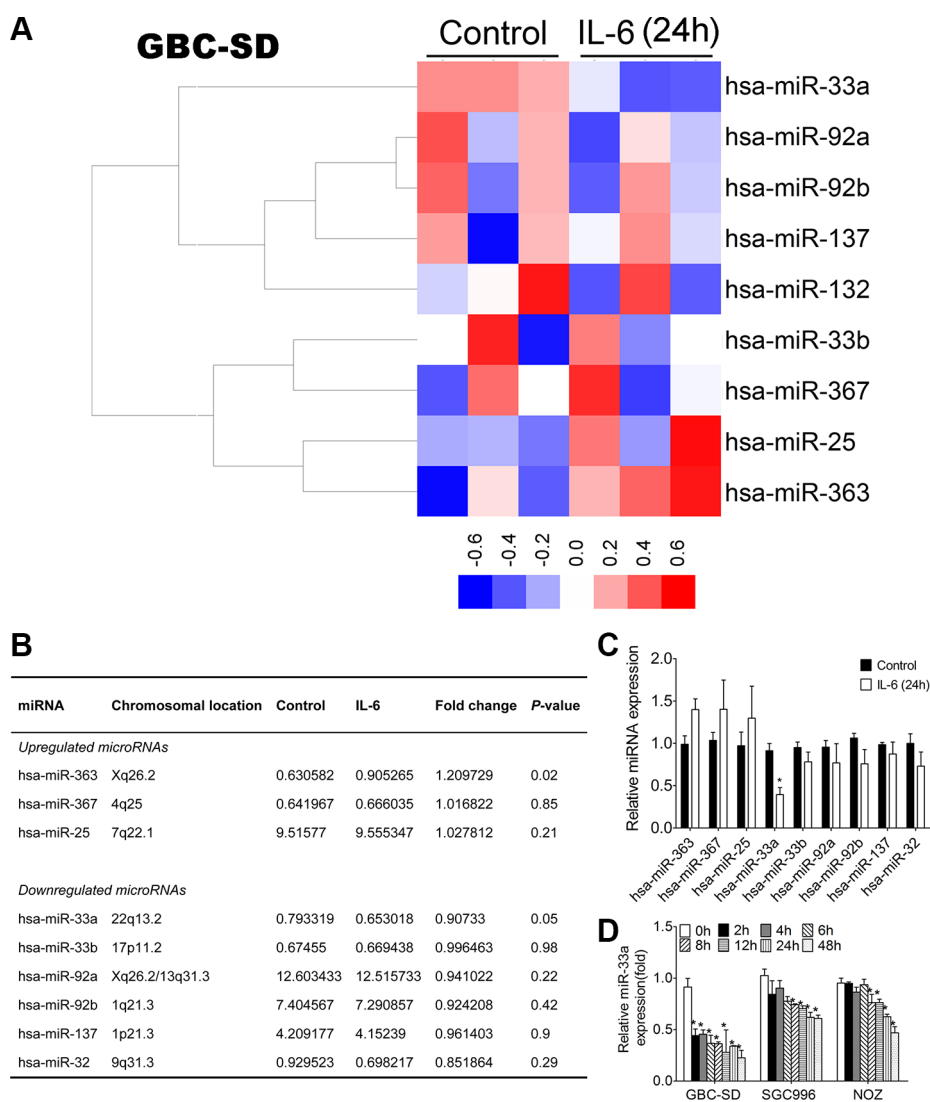 A
GBC-SD
Control IL-6 (24h)
hsa-miR-33a
hsa-miR-92a
hsa-miR-92b
hsa-miR-137
hsa-miR-132
hsa-miR-33b
hsa-miR-367
hsa-miR-25
hsa-miR-363
-0.6 -0.4 -0.2 0.0 0.2 0.4 0.6
B
miRNA Chromosomal location Control IL-6 Fold change P-value
Upregulated microRNAs
hsa-miR-363 Xq26.2 0.630582 0.905265 1.209729 0.02
hsa-miR-367 4q25 0.641967 0.666035 1.016822 0.85
hsa-miR-25 7q22.1 9.51577 9.555347 1.027812 0.21
Downregulated microRNAs
hsa-miR-33a 22q13.2 0.793319 0.653018 0.90733 0.05
hsa-miR-33b 17p11.2 0.67455 0.669438 0.996463 0.98
hsa-miR-92a Xq26.2/13q31.3 12.603433 12.515733 0.941022 0.22
hsa-miR-92b 1q21.3 7.404567 7.290857 0.924208 0.42
hsa-miR-137 1p21.3 4.209177 4.15239 0.961403 0.9
hsa-miR-32 9q31.3 0.929523 0.698217 0.851864 0.29
C
Relative miRNA expression
2.0
1.5
1.0
0.5
0.0
Control
IL-6 (24h)
*
hsa-miR-363 hsa-miR-367 hsa-miR-25 hsa-miR-33a hsa-miR-33b hsa-miR-92a hsa-miR-92b hsa-miR-137 hsa-miR-32
D
Relative miR-33a
expression(fold)
1.5
1.0
0.5
0.0
0h 2h 4h 6h
8h 12h 24h 48h
* * * * * * *
* * * *
* * * *
GBC-SD SGC996 NOZ